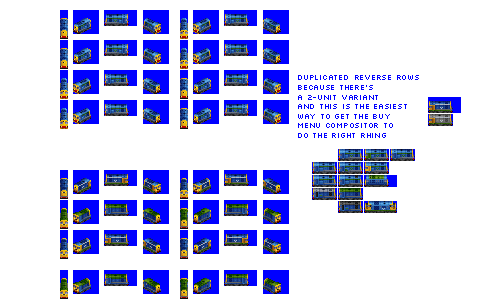 DUPLICATED REVERSE ROWS
BECAUSE THERE'S
A 2-UNIT VARIANT
AND THIS IS THE EASIEST
WAY TO GET THE BUY
MENU COMPOSITOR TO
DO THE RIGHT RHING